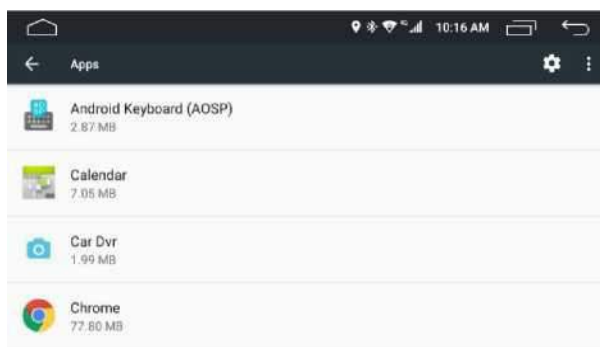 10:16 AM
Apps
Android Keyboard (AOSP)
2.87 MB
Calendar
7.05 MB
Car Dvr
1.99 MB
Chrome
77.80 MB